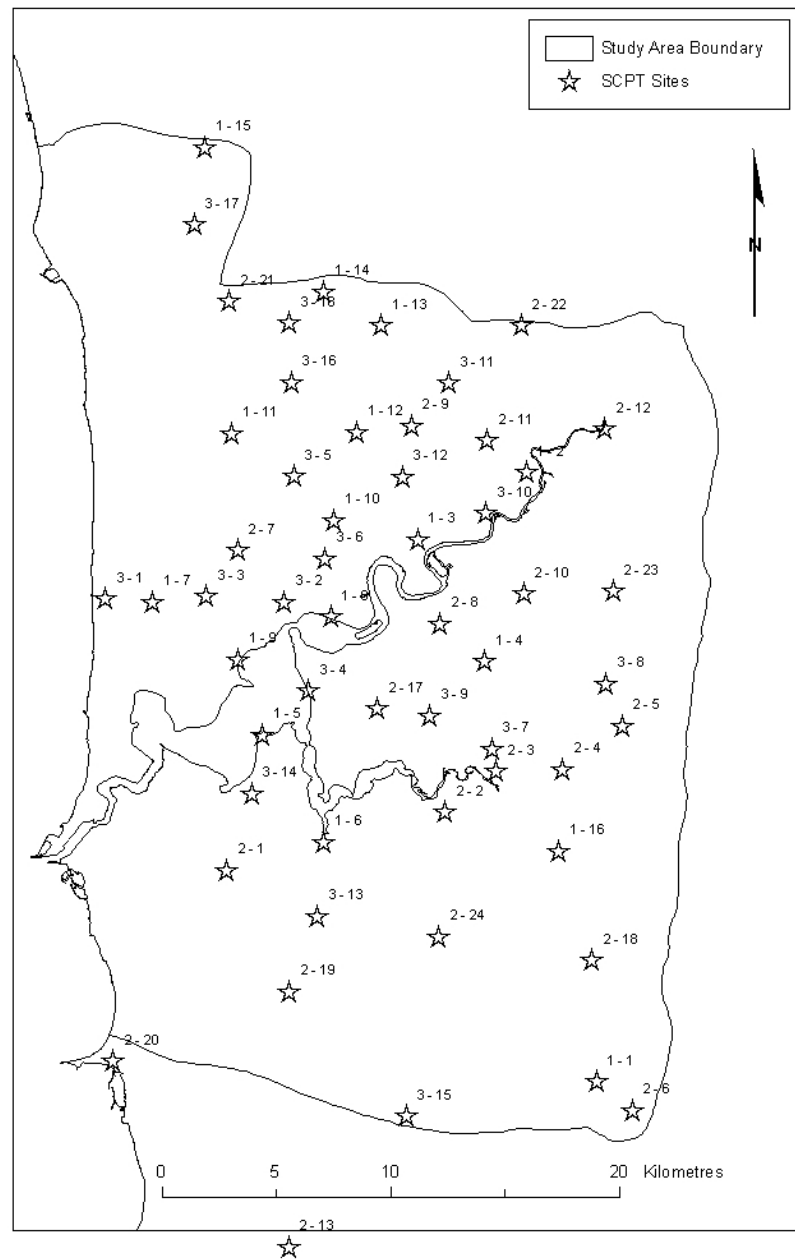 Study Area Boundary
SCPT Sites
1 - 15
3 - 17
N
2 - 21
1 - 14
3 - 18
1 - 13
2 - 22
3 - 16
3 - 11
1 - 11
1 - 12
2 - 9
2 - 11
2 - 12
3 - 5
3 - 12
1 - 10
3 - 10
2 - 7
3 - 6
1 - 3
3 - 1
1 - 7
3 - 3
3 - 2
1 - 8
2 - 10
2 - 23
2 - 8
1 - 9
1 - 4
3 - 4
3 - 8
2 - 17
3 - 9
2 - 5
1 - 5
3 - 7
2 - 3
2 - 4
3 - 14
2 - 2
1 - 6
1 - 16
2 - 1
3 - 13
2 - 24
2 - 18
2 - 19
2 - 20
1 - 1
2 - 6
3 - 15
0 5 10 20 Kilometres
2 - 13